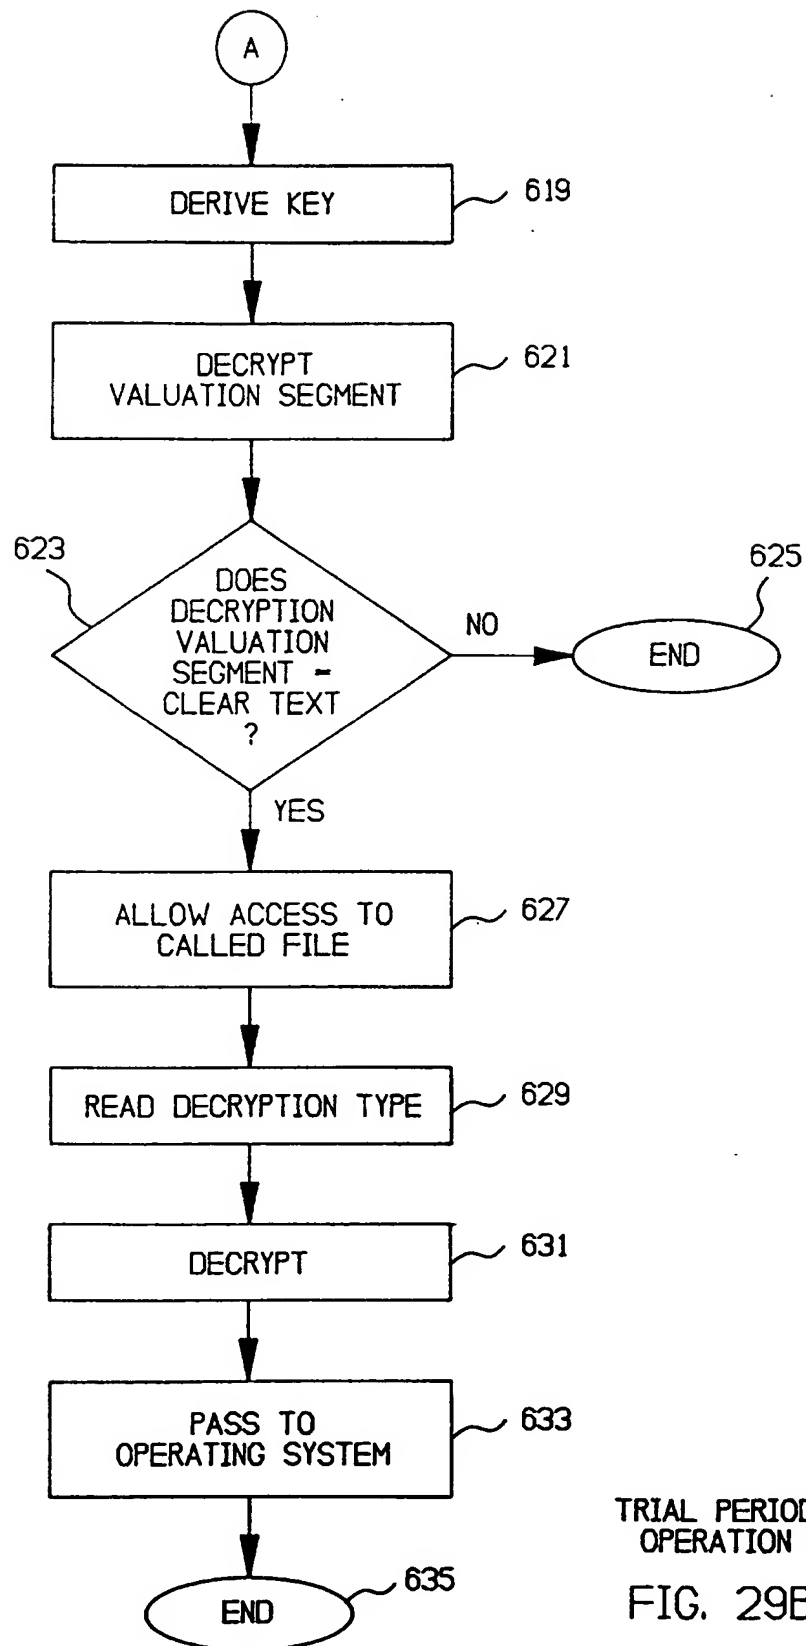 A
DERIVE KEY
619
DECRYPT
VALUATION SEGMENT
621
623
DOES
DECRYPTION
VALUATION
SEGMENT -
CLEAR TEXT
?
NO
625
END
YES
ALLOW ACCESS TO
CALLED FILE
627
READ DECRYPTION TYPE
629
DECRYPT
631
PASS TO
OPERATING SYSTEM
633
END
635
TRIAL PERIOD
OPERATION
FIG. 29B